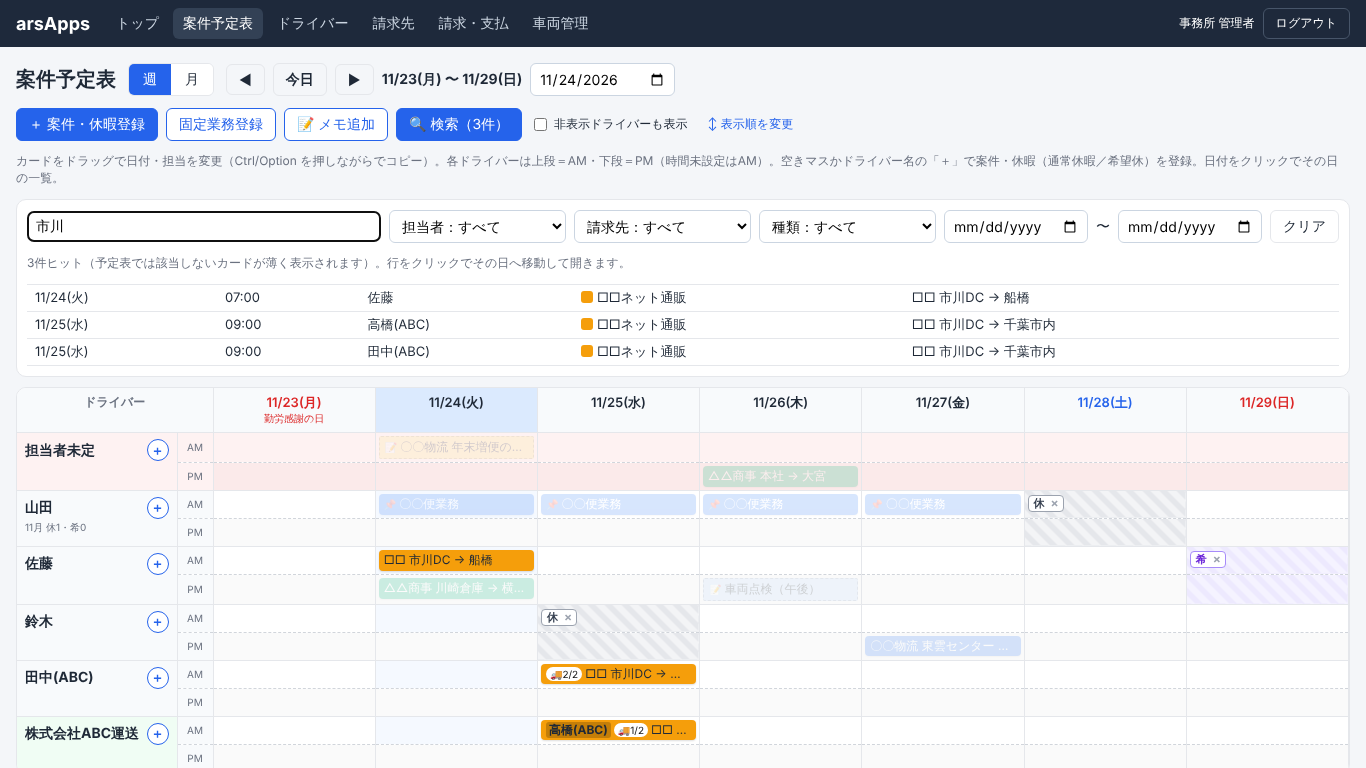 arsApps トップ 案件予定表 ドライバー 請求先 請求・支払 車両管理 事務所 管理者 ログアウト
案件予定表 週 月 ◀ 今日 ▶ 11/23(月) 〜 11/29(日) 11/24/2026
＋ 案件・休暇登録 固定業務登録 📝 メモ追加 🔍 検索（3件） 非表示ドライバーも表示 ↕ 表示順を変更
カードをドラッグで日付・担当を変更（Ctrl/Option を押しながらでコピー）。各ドライバーは上段＝AM・下段＝PM（時間未設定はAM）。空きマスかドライバー名の「＋」で案件・休暇（通常休暇／希望休）を登録。日付をクリックでその日
の一覧。
市川 担当者：すべて 請求先：すべて 種類：すべて mm/dd/yyyy 〜 mm/dd/yyyy クリア
3件ヒット（予定表では該当しないカードが薄く表示されます）。行をクリックでその日へ移動して開きます。
11/24(火) 07:00 佐藤 □□ネット通販 □□ 市川DC → 船橋
11/25(水) 09:00 高橋(ABC) □□ネット通販 □□ 市川DC → 千葉市内
11/25(水) 09:00 田中(ABC) □□ネット通販 □□ 市川DC → 千葉市内
ドライバー 11/23(月) 11/24(火) 11/25(水) 11/26(木) 11/27(金) 11/28(土) 11/29(日)
勤労感謝の日
担当者未定 + AM 📝 〇〇物流 年末増便の…
PM △△商事 本社 → 大宮
山田 + AM 〇〇便業務 〇〇便業務 〇〇便業務 〇〇便業務 休 ×
11月 休1・希0
PM
佐藤 + AM □□ 市川DC → 船橋 希 ×
PM △△商事 川崎倉庫 → 横… 📝 車両点検（午後）
鈴木 + AM 休 ×
PM 〇〇物流 東雲センター …
田中(ABC) + AM 🚚2/2 □□ 市川DC → …
PM
株式会社ABC運送 + AM 高橋(ABC) 🚚1/2 □□ …
PM